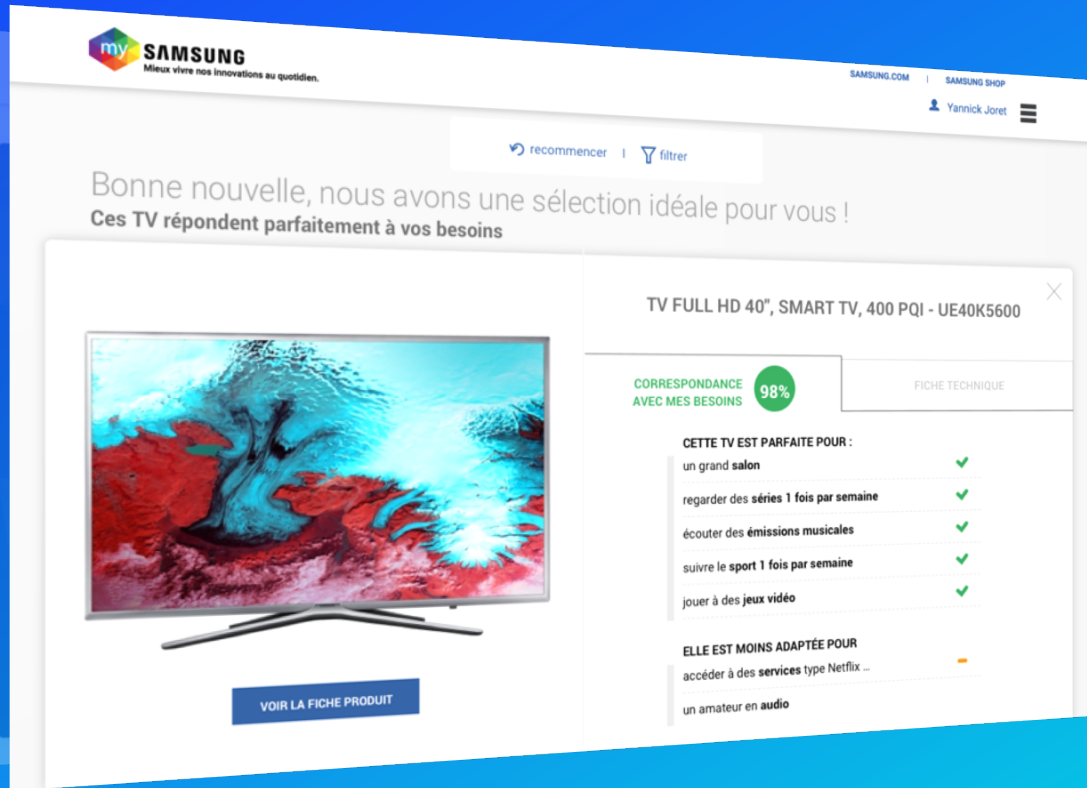 my SAMSUNG
Mieux vivre nos innovations au quotidien.
SAMSUNG.COM | SAMSUNG SHOP
Yannick Joret
recommencer | filtrer
Bonne nouvelle, nous avons une sélection idéale pour vous !
Ces TV répondent parfaitement à vos besoins
TV FULL HD 40", SMART TV, 400 PQI - UE40K5600
CORRESPONDANCE
AVEC MES BESOINS
98%
FICHE TECHNIQUE
CETTE TV EST PARFAITE POUR :
un grand salon
regarder des séries 1 fois par semaine
écouter des émissions musicales
suivre le sport 1 fois par semaine
jouer à des jeux vidéo
ELLE EST MOINS ADAPTÉE POUR
accéder à des services type Netflix ...
un amateur en audio
VOIR LA FICHE PRODUIT